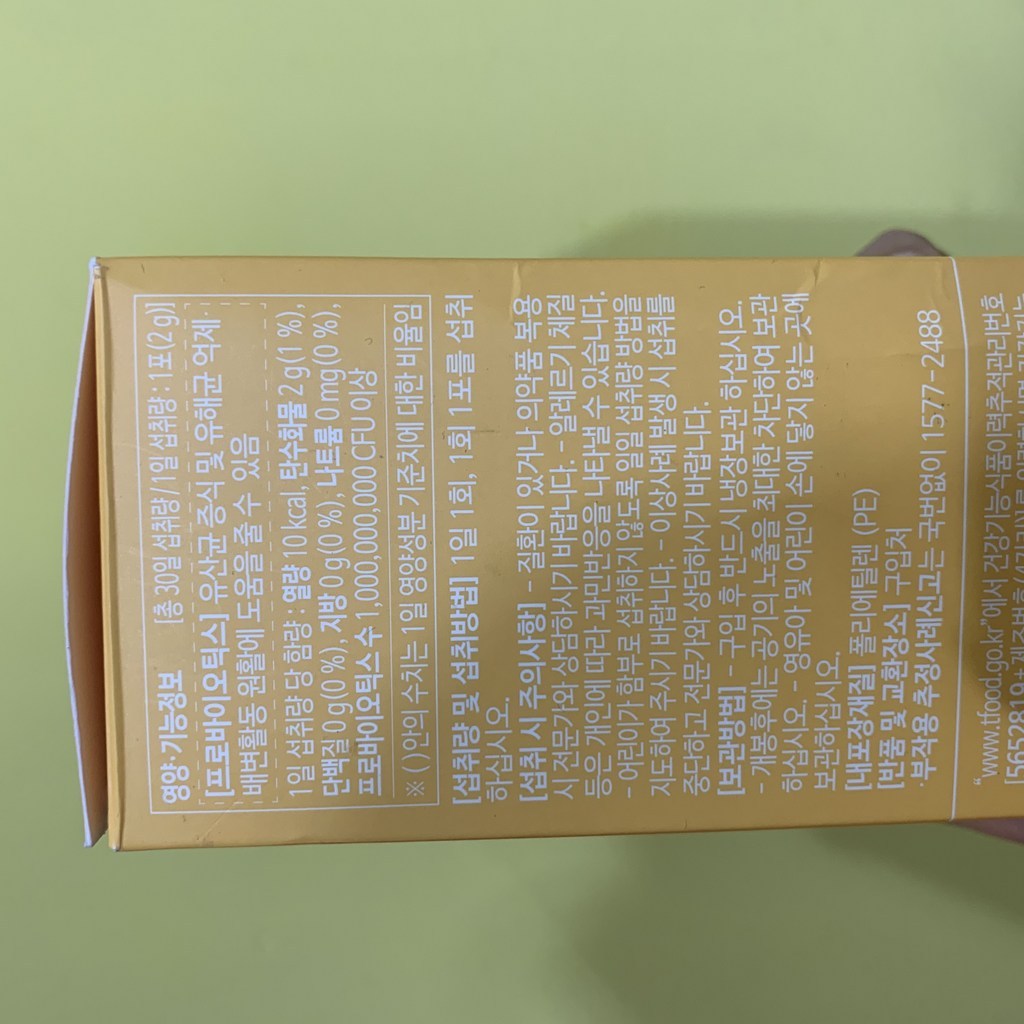 영양·기능정보 [총 30일 섭취량 / 1일 섭취량 : 1포(2 g)]
[프로바이오틱스] 유산균 증식 및 유해균 억제·
배변활동 원활에 도움을 줄 수 있음
1일 섭취량 당 함량 : 열량 10 kcal, 탄수화물 2 g(1 %),
단백질 0 g(0 %), 지방 0 g(0 %), 나트륨 0 mg(0 %),
프로바이오틱스 수 1,000,000,000 CFU 이상
※ ( )안의 수치는 1일 영양성분 기준치에 대한 비율임
[섭취량 및 섭취방법] 1일 1회, 1회 1포를 섭취
하십시오.
[섭취 시 주의사항] - 질환이 있거나 의약품 복용
시 전문가와 상담하시기 바랍니다. - 알레르기 체질
등은 개인에 따라 과민반응을 나타낼 수 있습니다.
- 어린이가 함부로 섭취하지 않도록 일일 섭취량 방법을
지도하여 주시기 바랍니다. - 이상사례 발생 시 섭취를
중단하고 전문가와 상담하시기 바랍니다.
[보관방법] - 구입 후 반드시 냉장보관 하십시오.
- 개봉후에는 공기의 노출을 최대한 차단하여 보관
하십시오. - 영유아 및 어린이 손에 닿지 않는 곳에
보관하십시오.
[내포장재질] 폴리에틸렌 (PE)
[반품 및 교환장소] 구입처
·부작용 추정사례신고는 국번없이 1577-2488
"www.tfood.go.kr"에서 건강기능식품이력추적관리번호
[5652819+제조번호